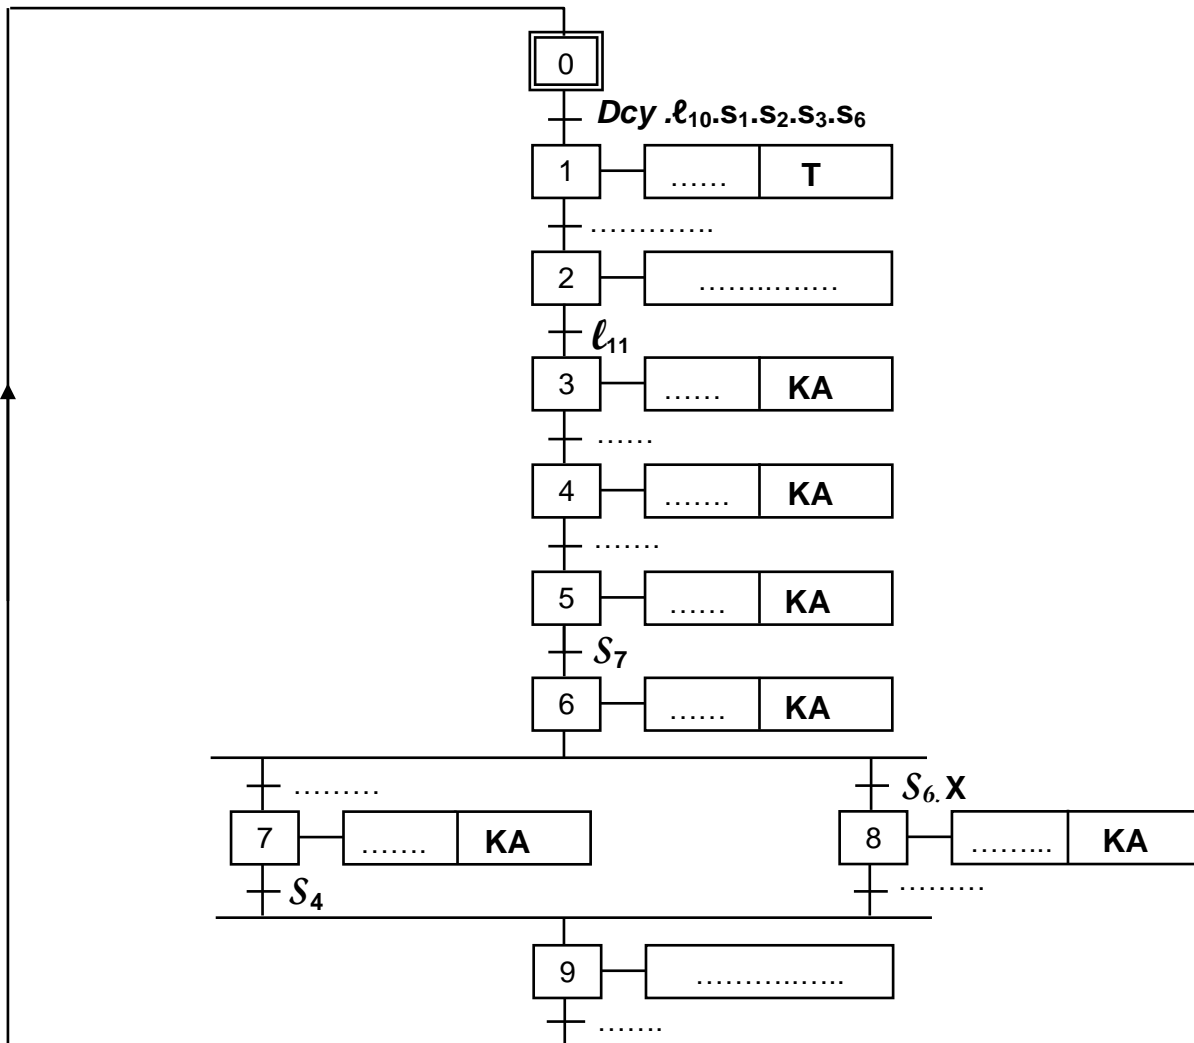 0
Dcy .ℓ10.s1.s2.s3.s6
1 ...... T
.............
2 ..............
ℓ11
3 ...... KA
......
4 ....... KA
.......
5 ...... KA
S7
6 ...... KA
......... S6. X
7 ....... KA 8 ......... KA
S4 .........
9 ...............
.......